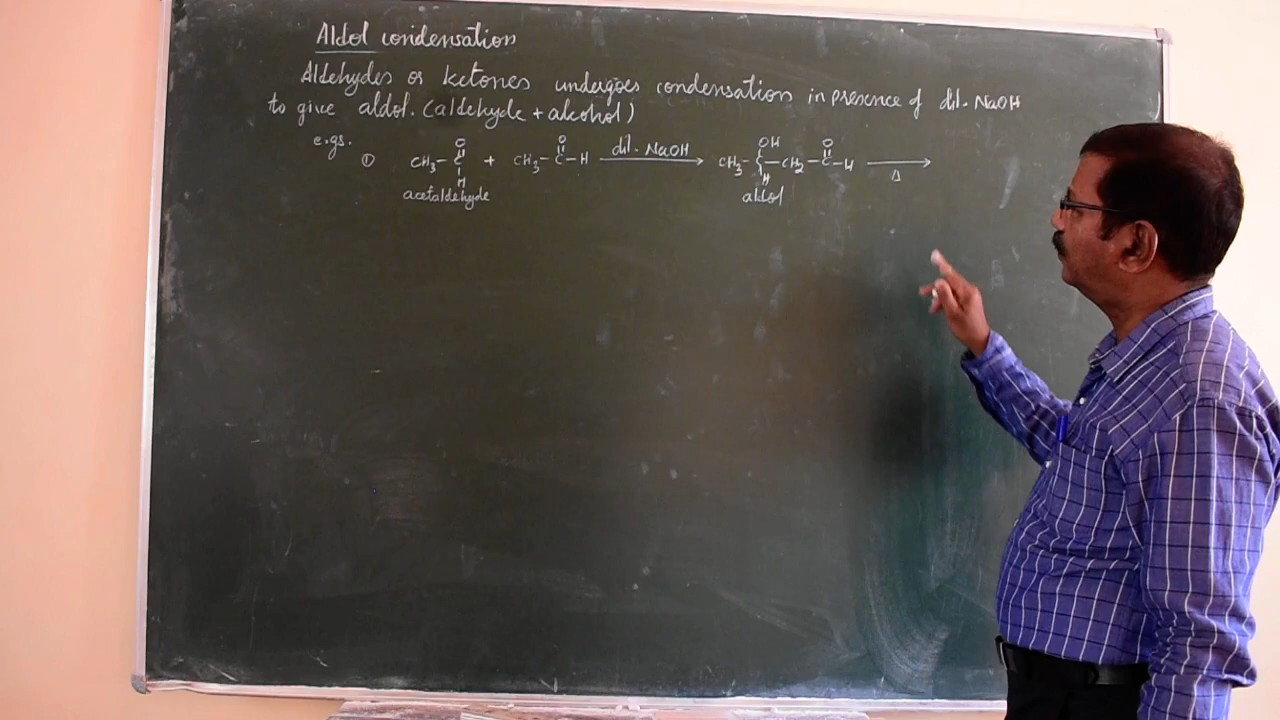 Aldol condensation
Aldehydes or ketones undergoes condensation in presence of dil. NaOH
to give aldol. (aldehyde + alcohol)
e.gs.
① CH₃-C(=O)-H + CH₃-C(=O)-H dil. NaOH → CH₃-C(OH)(H)-CH₂-C(=O)-H → Δ
acetaldehyde aldol